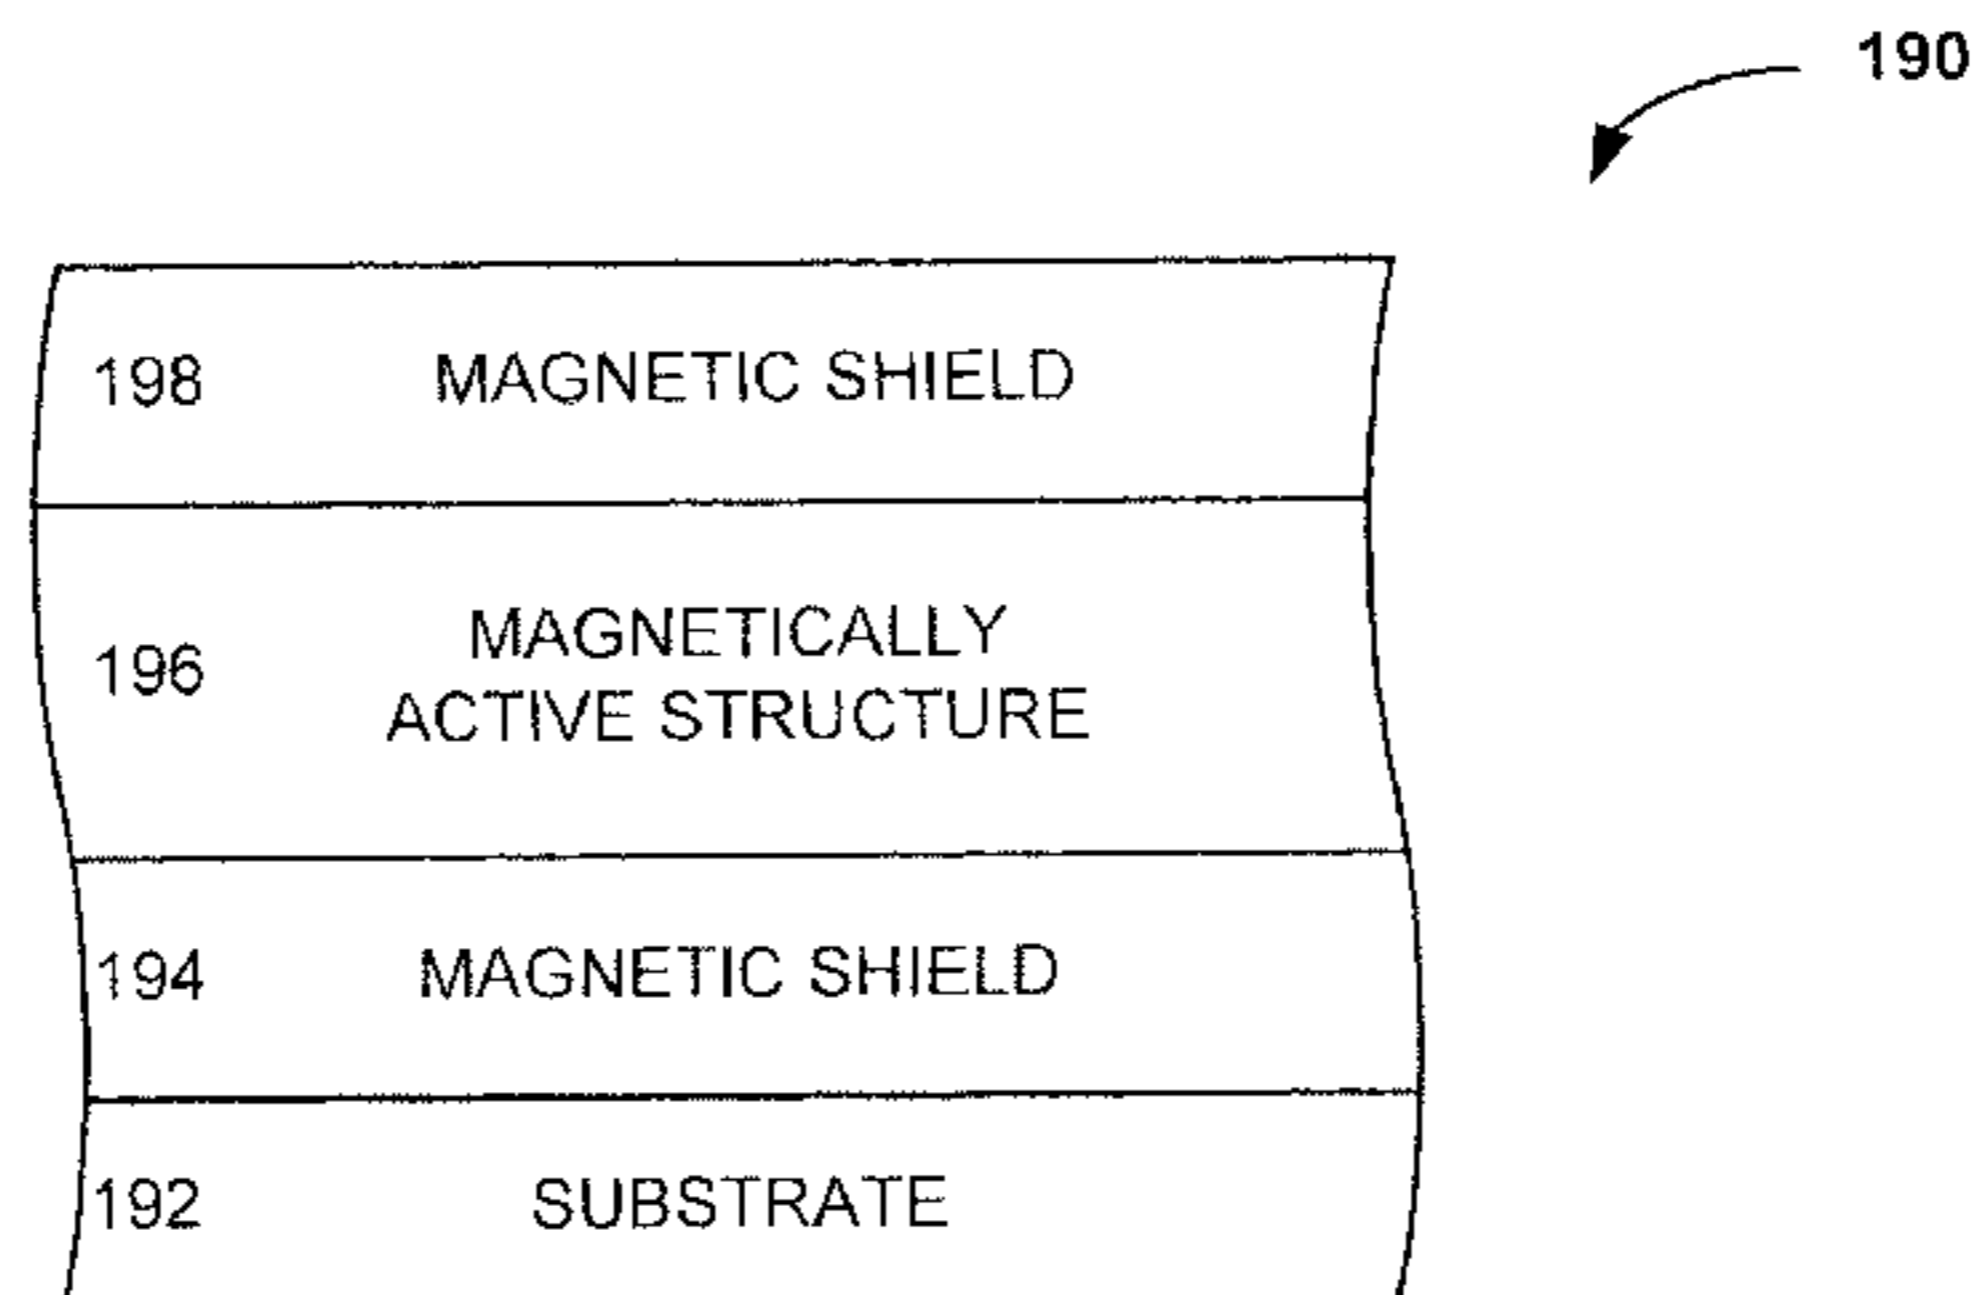 190
198 MAGNETIC SHIELD
196 MAGNETICALLY
ACTIVE STRUCTURE
194 MAGNETIC SHIELD
192 SUBSTRATE